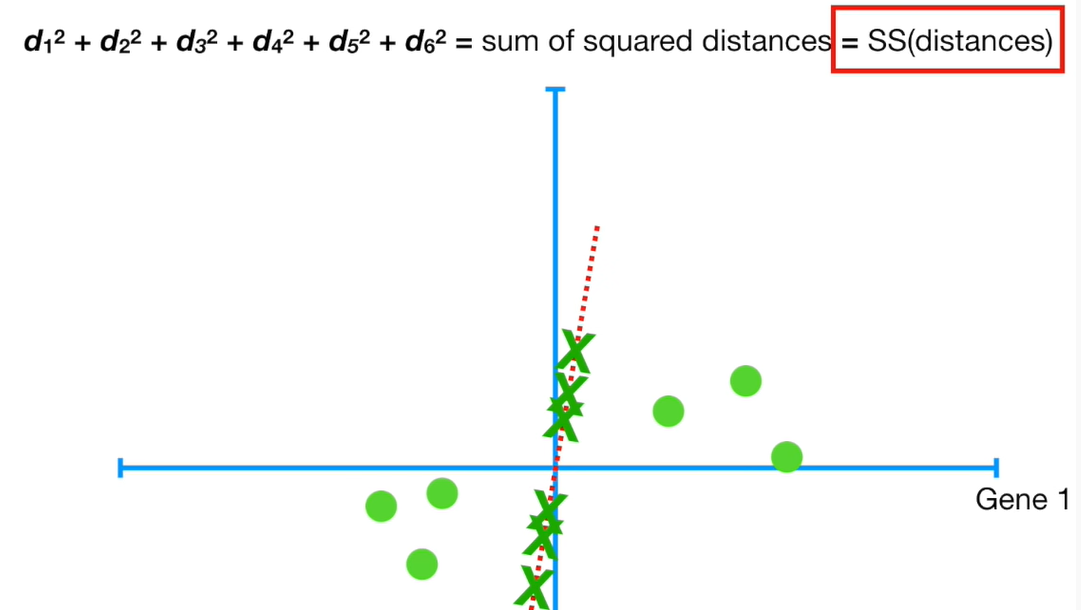 d₁² + d₂² + d₃² + d₄² + d₅² + d₆² = sum of squared distances = SS(distances)
Gene 1